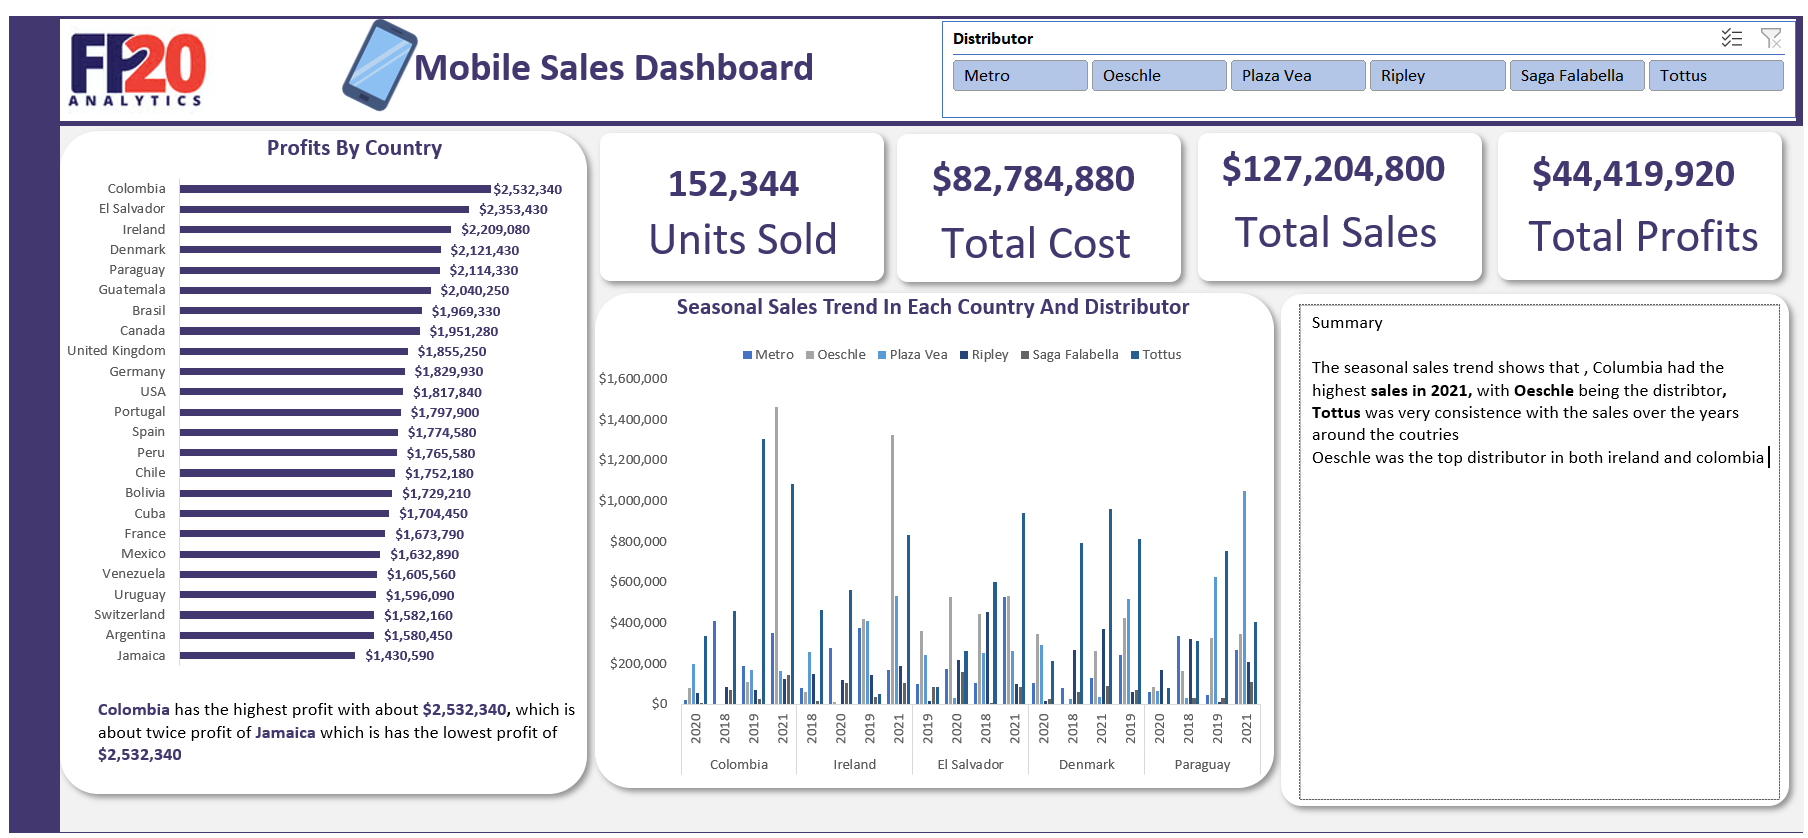 FP20
ANALYTICS
Mobile Sales Dashboard
Distributor
Metro
Oeschle
Plaza Vea
Ripley
Saga Falabella
Tottus
Profits By Country
Colombia $2,532,340
El Salvador $2,353,430
Ireland $2,209,080
Denmark $2,121,430
Paraguay $2,114,330
Guatemala $2,040,250
Brasil $1,969,330
Canada $1,951,280
United Kingdom $1,855,250
Germany $1,829,930
USA $1,817,840
Portugal $1,797,900
Spain $1,774,580
Peru $1,765,580
Chile $1,752,180
Bolivia $1,729,210
Cuba $1,704,450
France $1,673,790
Mexico $1,632,890
Venezuela $1,605,560
Uruguay $1,596,090
Switzerland $1,582,160
Argentina $1,580,450
Jamaica $1,430,590
Colombia has the highest profit with about $2,532,340, which is
about twice profit of Jamaica which is has the lowest profit of
$2,532,340
152,344
Units Sold
$82,784,880
Total Cost
$127,204,800
Total Sales
$44,419,920
Total Profits
Seasonal Sales Trend In Each Country And Distributor
Metro Oeschle Plaza Vea Ripley Saga Falabella Tottus
$1,600,000
$1,400,000
$1,200,000
$1,000,000
$800,000
$600,000
$400,000
$200,000
$0
2020 2018 2019 2021 2018 2020 2019 2021 2019 2020 2018 2021 2020 2018 2021 2019 2020 2018 2019 2021
Colombia Ireland El Salvador Denmark Paraguay
Summary
The seasonal sales trend shows that , Columbia had the
highest sales in 2021, with Oeschle being the distribtor,
Tottus was very consistence with the sales over the years
around the coutries
Oeschle was the top distributor in both ireland and colombia